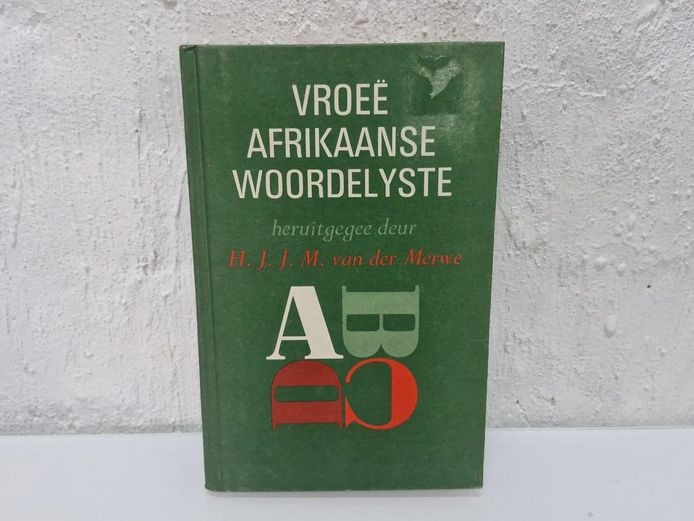 VROEË
AFRIKAANSE
WOORDELYSTE
heruitgegee deur
H. J. J. M. van der Merwe
A B
D C